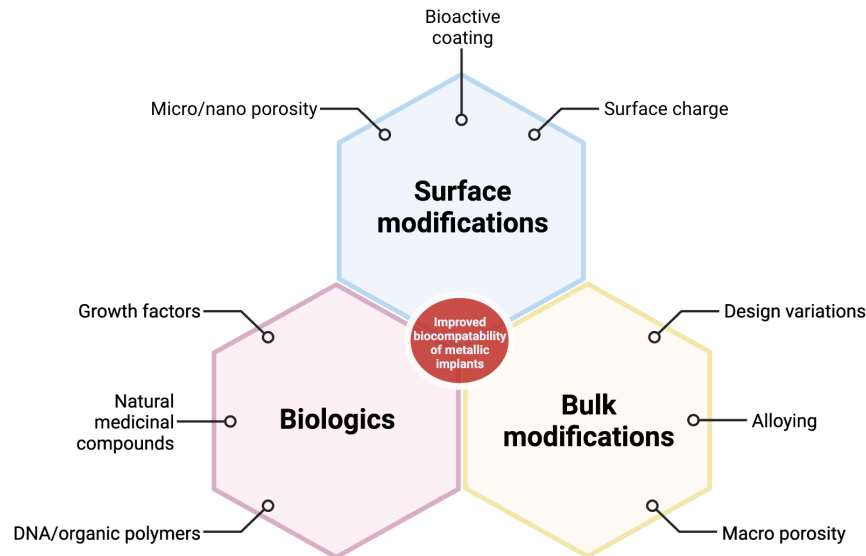 Bioactive
coating
Micro/nano porosity
Surface charge
Surface
modifications
Growth factors
Design variations
Improved
biocompatability
of metallic
implants
Natural
medicinal
compounds
Biologics
Bulk
modifications
Alloying
DNA/organic polymers
Macro porosity